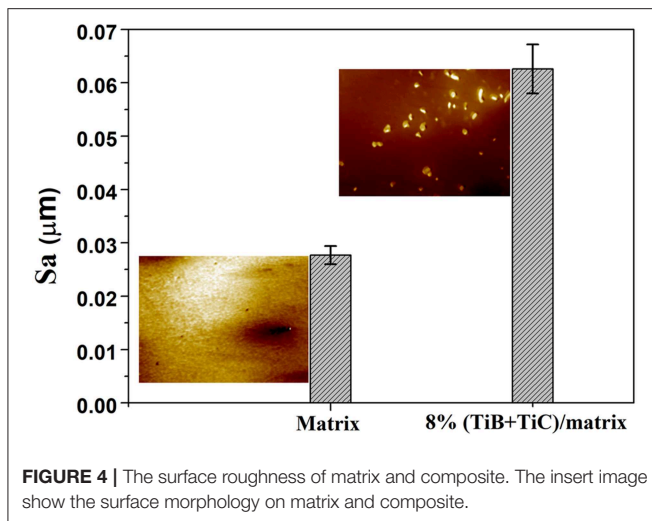 0.07
0.06
0.05
0.04
0.03
0.02
0.01
0.00
Sa (μm)
Matrix
8% (TiB+TiC)/matrix
FIGURE 4 | The surface roughness of matrix and composite. The insert image
show the surface morphology on matrix and composite.